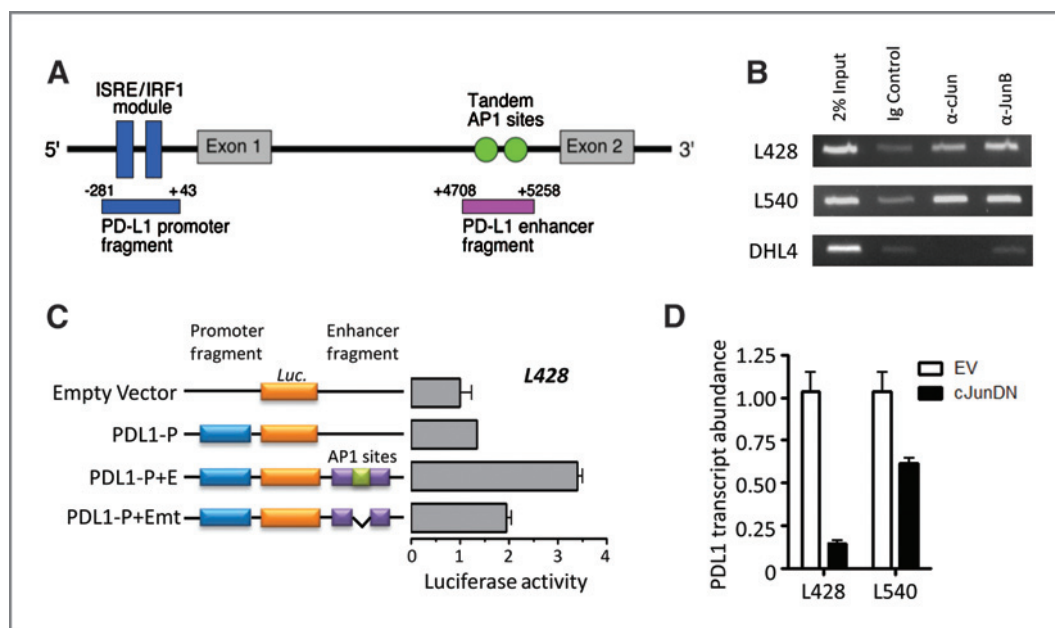 A
ISRE/IRF1
module
Tandem
AP1 sites
5'
Exon 1
Exon 2
3'
-281
+43
+4708
+5258
PD-L1 promoter
fragment
PD-L1 enhancer
fragment
B
2% Input
Ig Control
α-cJun
α-JunB
L428
L540
DHL4
C
Promoter
fragment
Enhancer
fragment
Luc.
L428
Empty Vector
PDL1-P
AP1 sites
PDL1-P+E
PDL1-P+Emt
0 1 2 3 4
Luciferase activity
D
PDL1 transcript abundance
1.25
1.00
0.75
0.50
0.25
0
EV
cJunDN
L428 L540